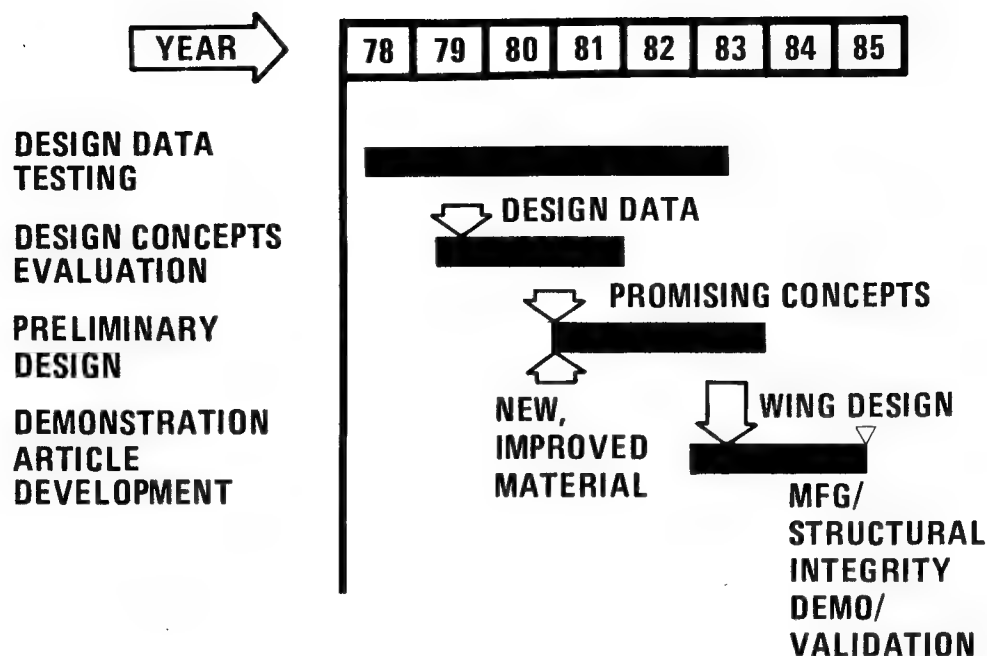 YEAR 78 79 80 81 82 83 84 85
DESIGN DATA
TESTING
DESIGN DATA
DESIGN CONCEPTS
EVALUATION
PROMISING CONCEPTS
PRELIMINARY
DESIGN
NEW,
IMPROVED
MATERIAL
WING DESIGN
DEMONSTRATION
ARTICLE
DEVELOPMENT
MFG/
STRUCTURAL
INTEGRITY
DEMO/
VALIDATION